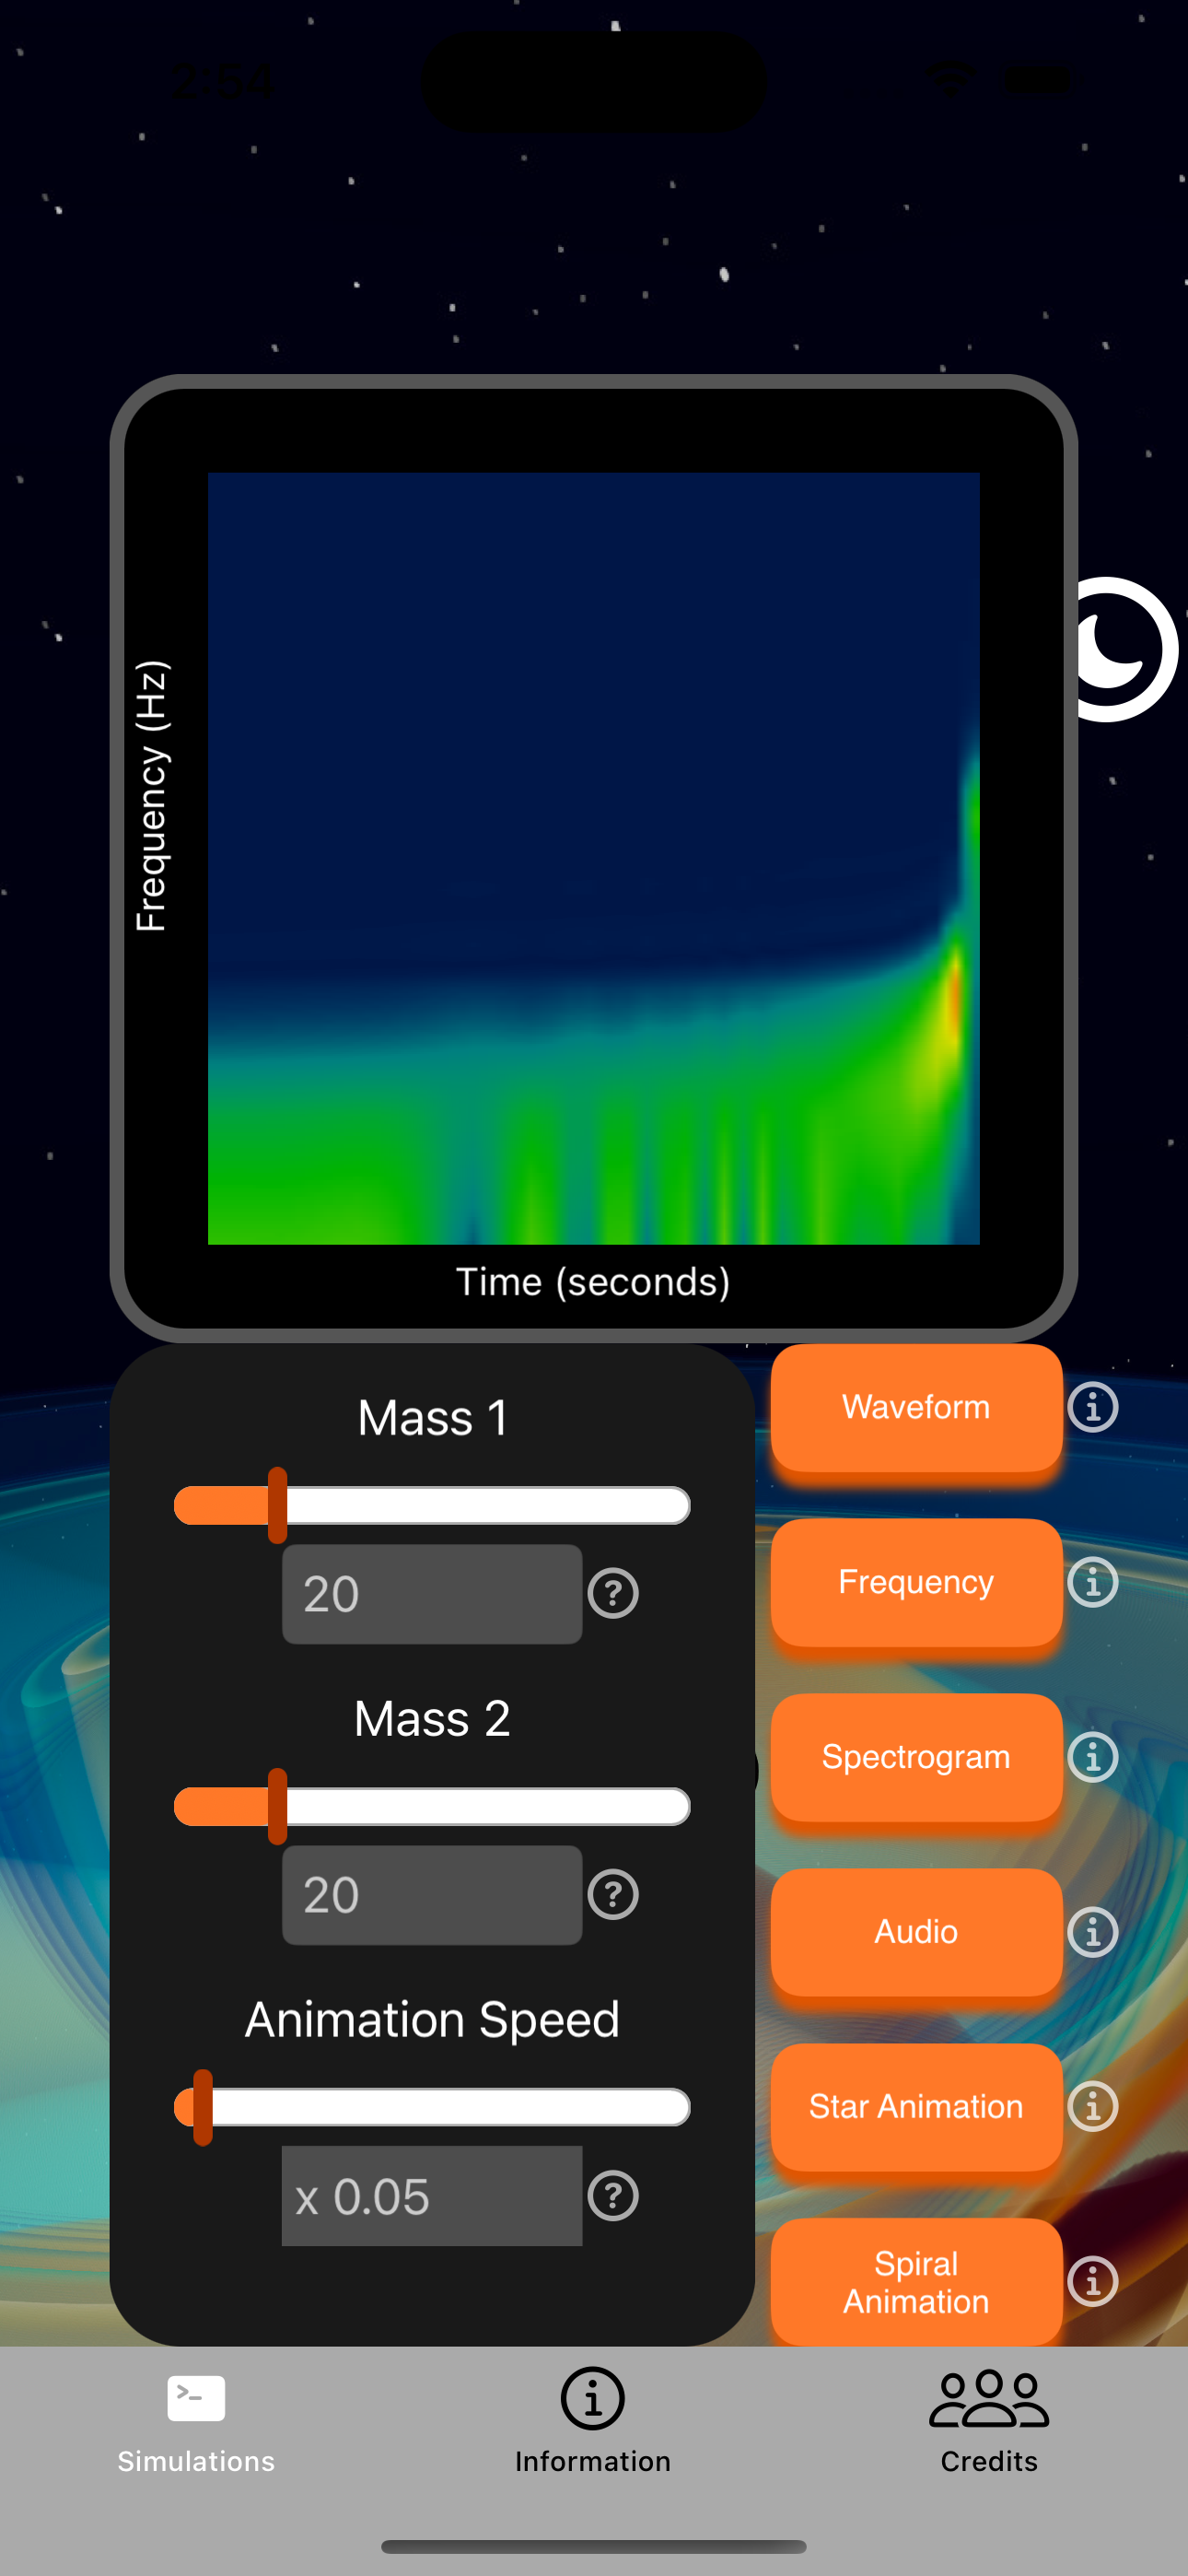 2:54
Frequency (Hz)
Time (seconds)
Mass 1
20
Mass 2
20
Animation Speed
x 0.05
Waveform
Frequency
Spectrogram
Audio
Star Animation
Spiral
Animation
Simulations
Information
Credits